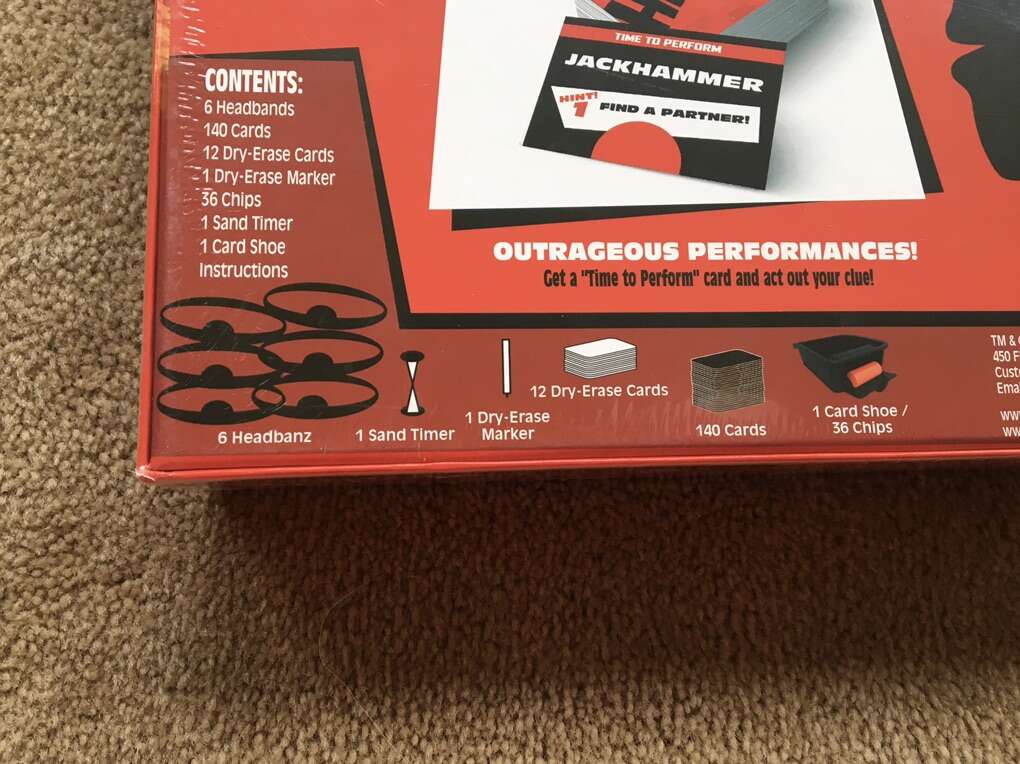 TIME TO PERFORM
JACKHAMMER
HINT! 1 FIND A PARTNER!
CONTENTS:
6 Headbands
140 Cards
12 Dry-Erase Cards
1 Dry-Erase Marker
36 Chips
1 Sand Timer
1 Card Shoe
Instructions
OUTRAGEOUS PERFORMANCES!
Get a "Time to Perform" card and act out your clue!
6 Headbanz
1 Sand Timer
1 Dry-Erase
Marker
12 Dry-Erase Cards
140 Cards
1 Card Shoe /
36 Chips
TM &
450